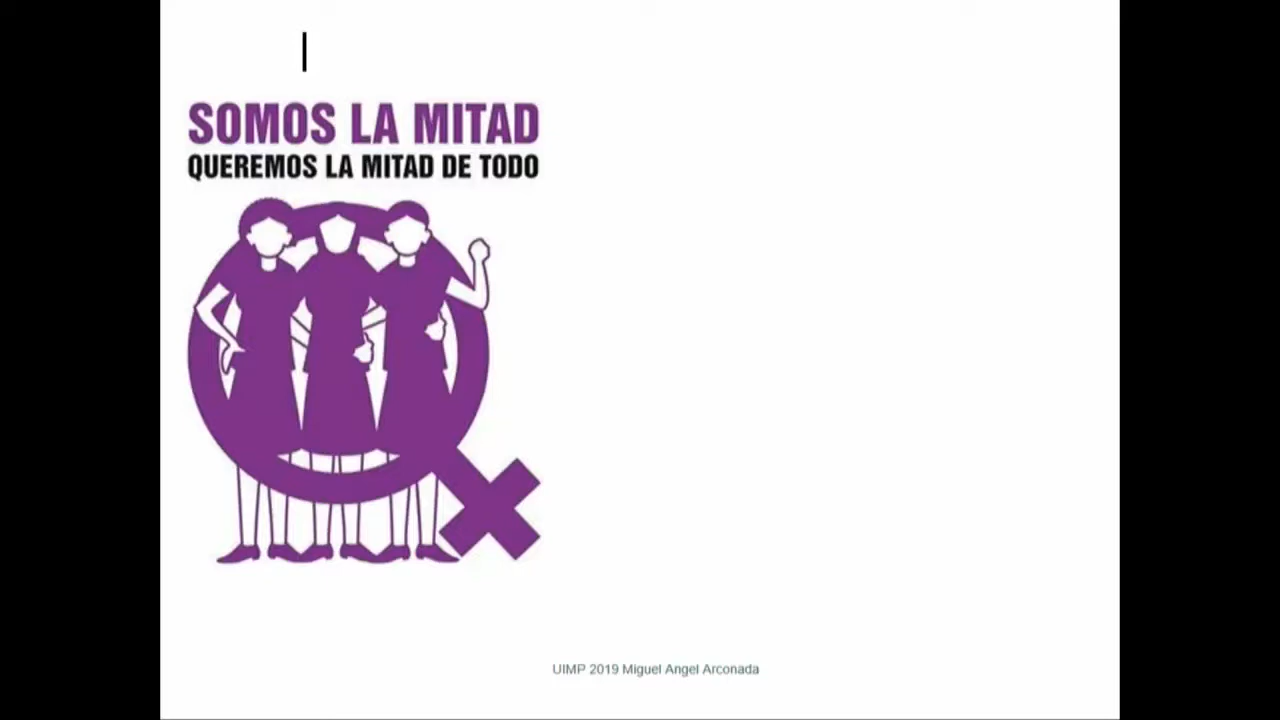 SOMOS LA MITAD
QUEREMOS LA MITAD DE TODO
UIMP 2019 Miguel Angel Arconada